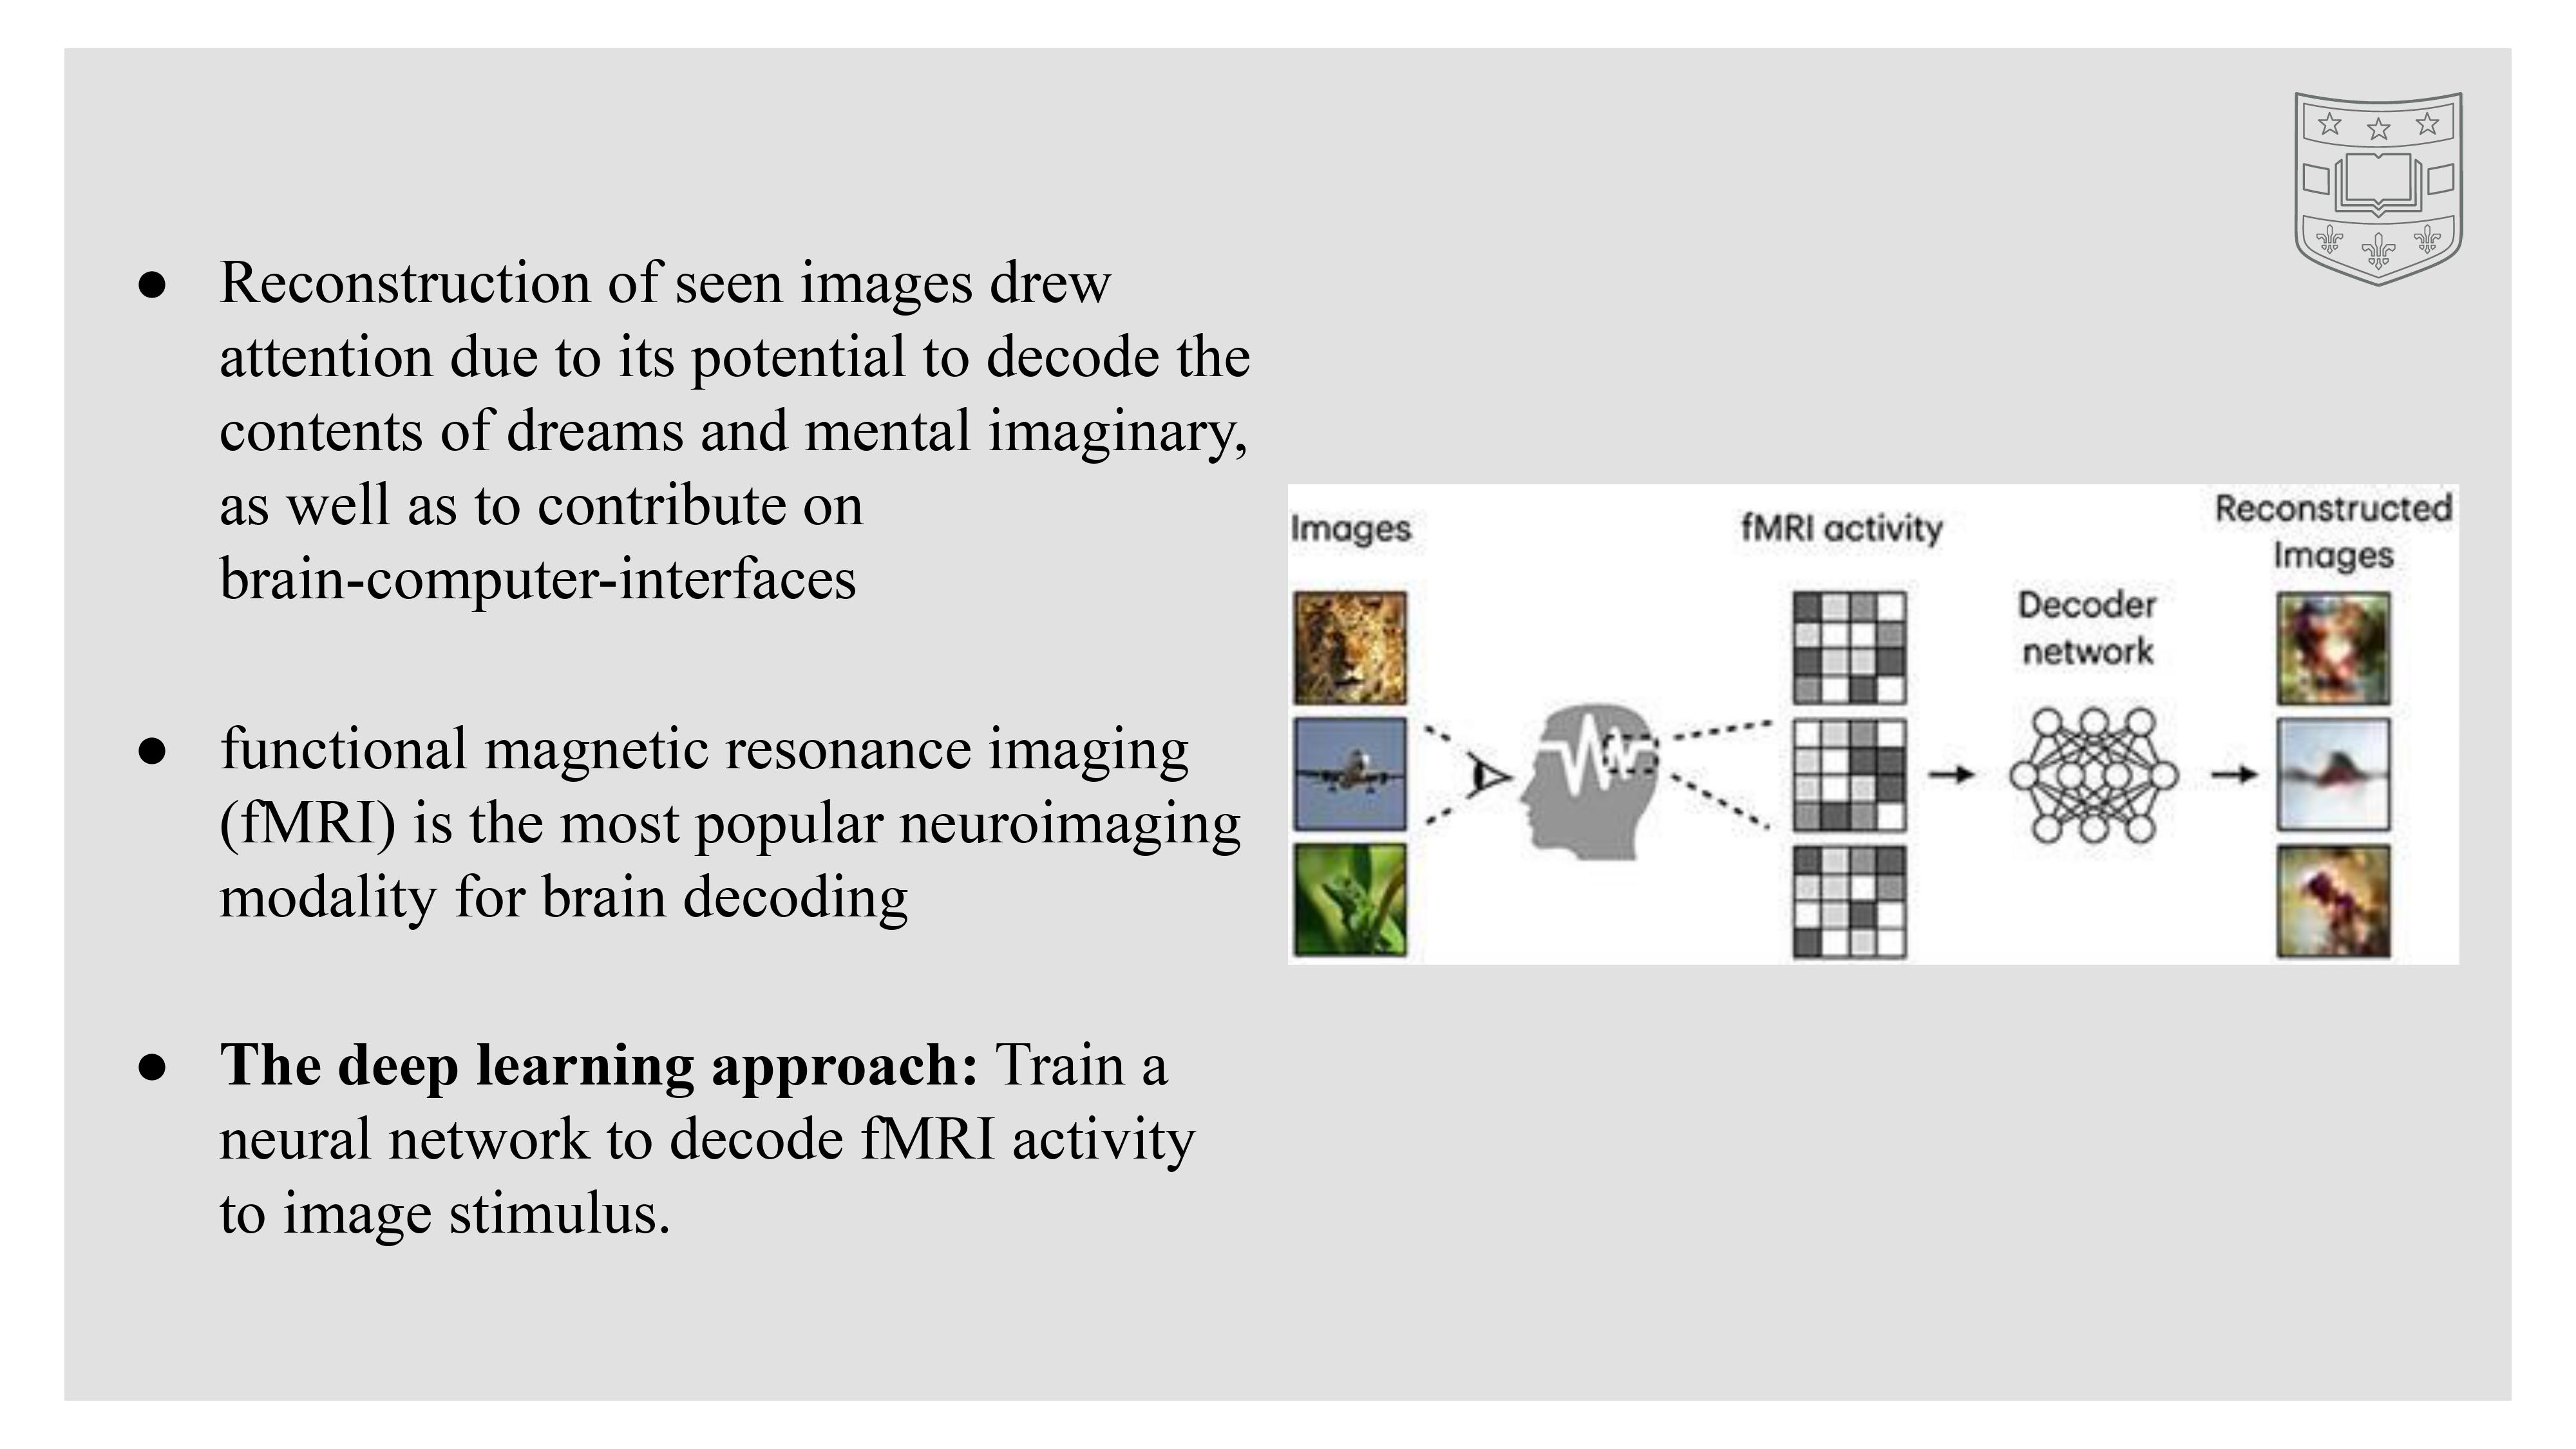 ● Reconstruction of seen images drew
attention due to its potential to decode the
contents of dreams and mental imaginary,
as well as to contribute on
brain-computer-interfaces
● functional magnetic resonance imaging
(fMRI) is the most popular neuroimaging
modality for brain decoding
● The deep learning approach: Train a
neural network to decode fMRI activity
to image stimulus.
Images
fMRI activity
Decoder
network
Reconstructed
Images